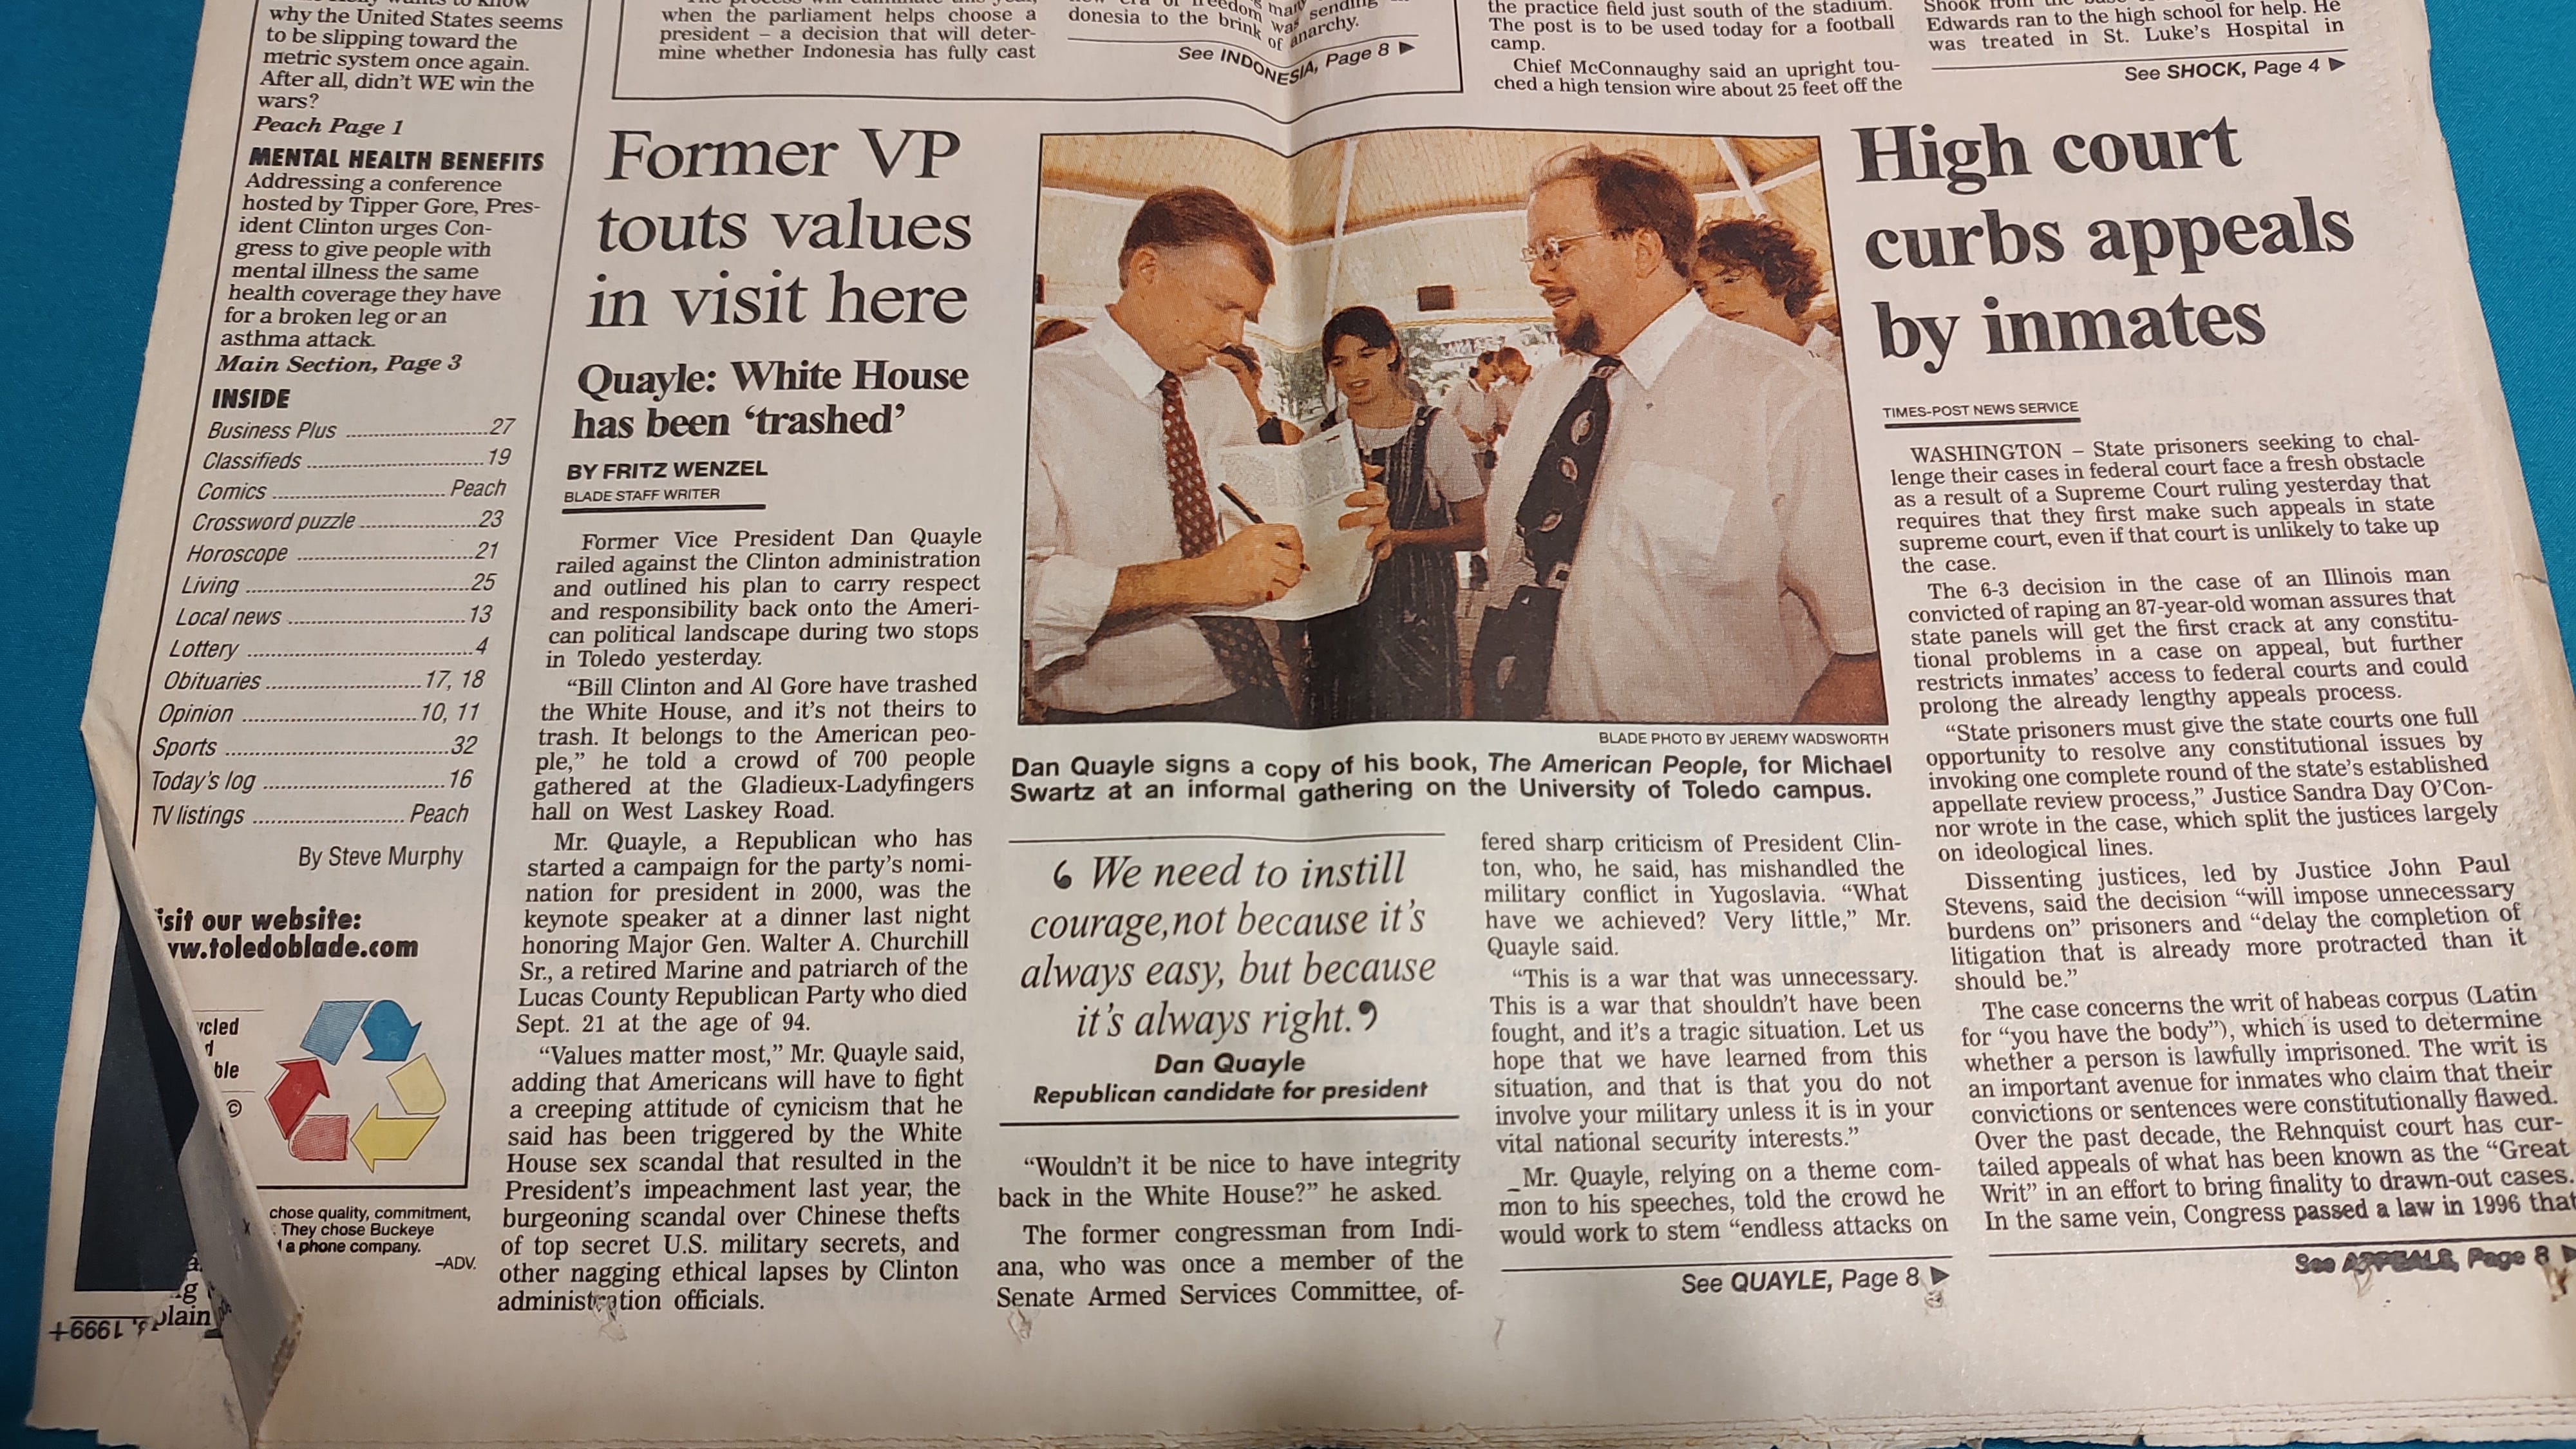 why the United States seems
to be slipping toward the
metric system once again.
After all, didn't WE win the
wars?
Peach Page 1
MENTAL HEALTH BENEFITS
Addressing a conference
hosted by Tipper Gore, Pres-
ident Clinton urges Con-
gress to give people with
mental illness the same
health coverage they have
for a broken leg or an
asthma attack.
Main Section, Page 3
INSIDE
Business Plus ..........................27
Classifieds ................................19
Comics ............................... Peach
Crossword puzzle .....................23
Horoscope ................................21
Living .......................................25
Local news ................................13
Lottery .........................................4
Obituaries ............................17, 18
Opinion ...............................10, 11
Sports ........................................32
Today's log .................................16
TV listings ........................... Peach
By Steve Murphy
isit our website:
ww.toledoblade.com
ycled
d
ble
©
chose quality, commitment,
They chose Buckeye
a phone company.
–ADV.
plain
1999+
when the parliament helps choose a
president – a decision that will deter-
mine whether Indonesia has fully cast
donesia to the brink of anarchy.
See INDONESIA, Page 8 ▶
the practice field just south of the stadium.
The post is to be used today for a football
camp.
Chief McConnaughy said an upright tou-
ched a high tension wire about 25 feet off the
Edwards ran to the high school for help. He
was treated in St. Luke's Hospital in
See SHOCK, Page 4 ▶
Former VP
touts values
in visit here
Quayle: White House
has been 'trashed'
BY FRITZ WENZEL
BLADE STAFF WRITER
Former Vice President Dan Quayle
railed against the Clinton administration
and outlined his plan to carry respect
and responsibility back onto the Ameri-
can political landscape during two stops
in Toledo yesterday.
"Bill Clinton and Al Gore have trashed
the White House, and it's not theirs to
trash. It belongs to the American peo-
ple," he told a crowd of 700 people
gathered at the Gladieux-Ladyfingers
hall on West Laskey Road.
Mr. Quayle, a Republican who has
started a campaign for the party's nomi-
nation for president in 2000, was the
keynote speaker at a dinner last night
honoring Major Gen. Walter A. Churchill
Sr., a retired Marine and patriarch of the
Lucas County Republican Party who died
Sept. 21 at the age of 94.
"Values matter most," Mr. Quayle said,
adding that Americans will have to fight
a creeping attitude of cynicism that he
said has been triggered by the White
House sex scandal that resulted in the
President's impeachment last year, the
burgeoning scandal over Chinese thefts
of top secret U.S. military secrets, and
other nagging ethical lapses by Clinton
administration officials.
BLADE PHOTO BY JEREMY WADSWORTH
Dan Quayle signs a copy of his book, The American People, for Michael
Swartz at an informal gathering on the University of Toledo campus.
‘We need to instill
courage,not because it's
always easy, but because
it's always right.’
Dan Quayle
Republican candidate for president
"Wouldn't it be nice to have integrity
back in the White House?" he asked.
The former congressman from Indi-
ana, who was once a member of the
Senate Armed Services Committee, of-
fered sharp criticism of President Clin-
ton, who, he said, has mishandled the
military conflict in Yugoslavia. "What
have we achieved? Very little," Mr.
Quayle said.
"This is a war that was unnecessary.
This is a war that shouldn't have been
fought, and it's a tragic situation. Let us
hope that we have learned from this
situation, and that is that you do not
involve your military unless it is in your
vital national security interests."
Mr. Quayle, relying on a theme com-
mon to his speeches, told the crowd he
would work to stem "endless attacks on
See QUAYLE, Page 8 ▶
High court
curbs appeals
by inmates
TIMES-POST NEWS SERVICE
WASHINGTON – State prisoners seeking to chal-
lenge their cases in federal court face a fresh obstacle
as a result of a Supreme Court ruling yesterday that
requires that they first make such appeals in state
supreme court, even if that court is unlikely to take up
the case.
The 6-3 decision in the case of an Illinois man
convicted of raping an 87-year-old woman assures that
state panels will get the first crack at any constitu-
tional problems in a case on appeal, but further
restricts inmates' access to federal courts and could
prolong the already lengthy appeals process.
"State prisoners must give the state courts one full
opportunity to resolve any constitutional issues by
invoking one complete round of the state's established
appellate review process," Justice Sandra Day O'Con-
nor wrote in the case, which split the justices largely
on ideological lines.
Dissenting justices, led by Justice John Paul
Stevens, said the decision "will impose unnecessary
burdens on" prisoners and "delay the completion of
litigation that is already more protracted than it
should be."
The case concerns the writ of habeas corpus (Latin
for "you have the body"), which is used to determine
whether a person is lawfully imprisoned. The writ is
an important avenue for inmates who claim that their
convictions or sentences were constitutionally flawed.
Over the past decade, the Rehnquist court has cur-
tailed appeals of what has been known as the "Great
Writ" in an effort to bring finality to drawn-out cases.
In the same vein, Congress passed a law in 1996 that
See APPEALS, Page 8 ▶